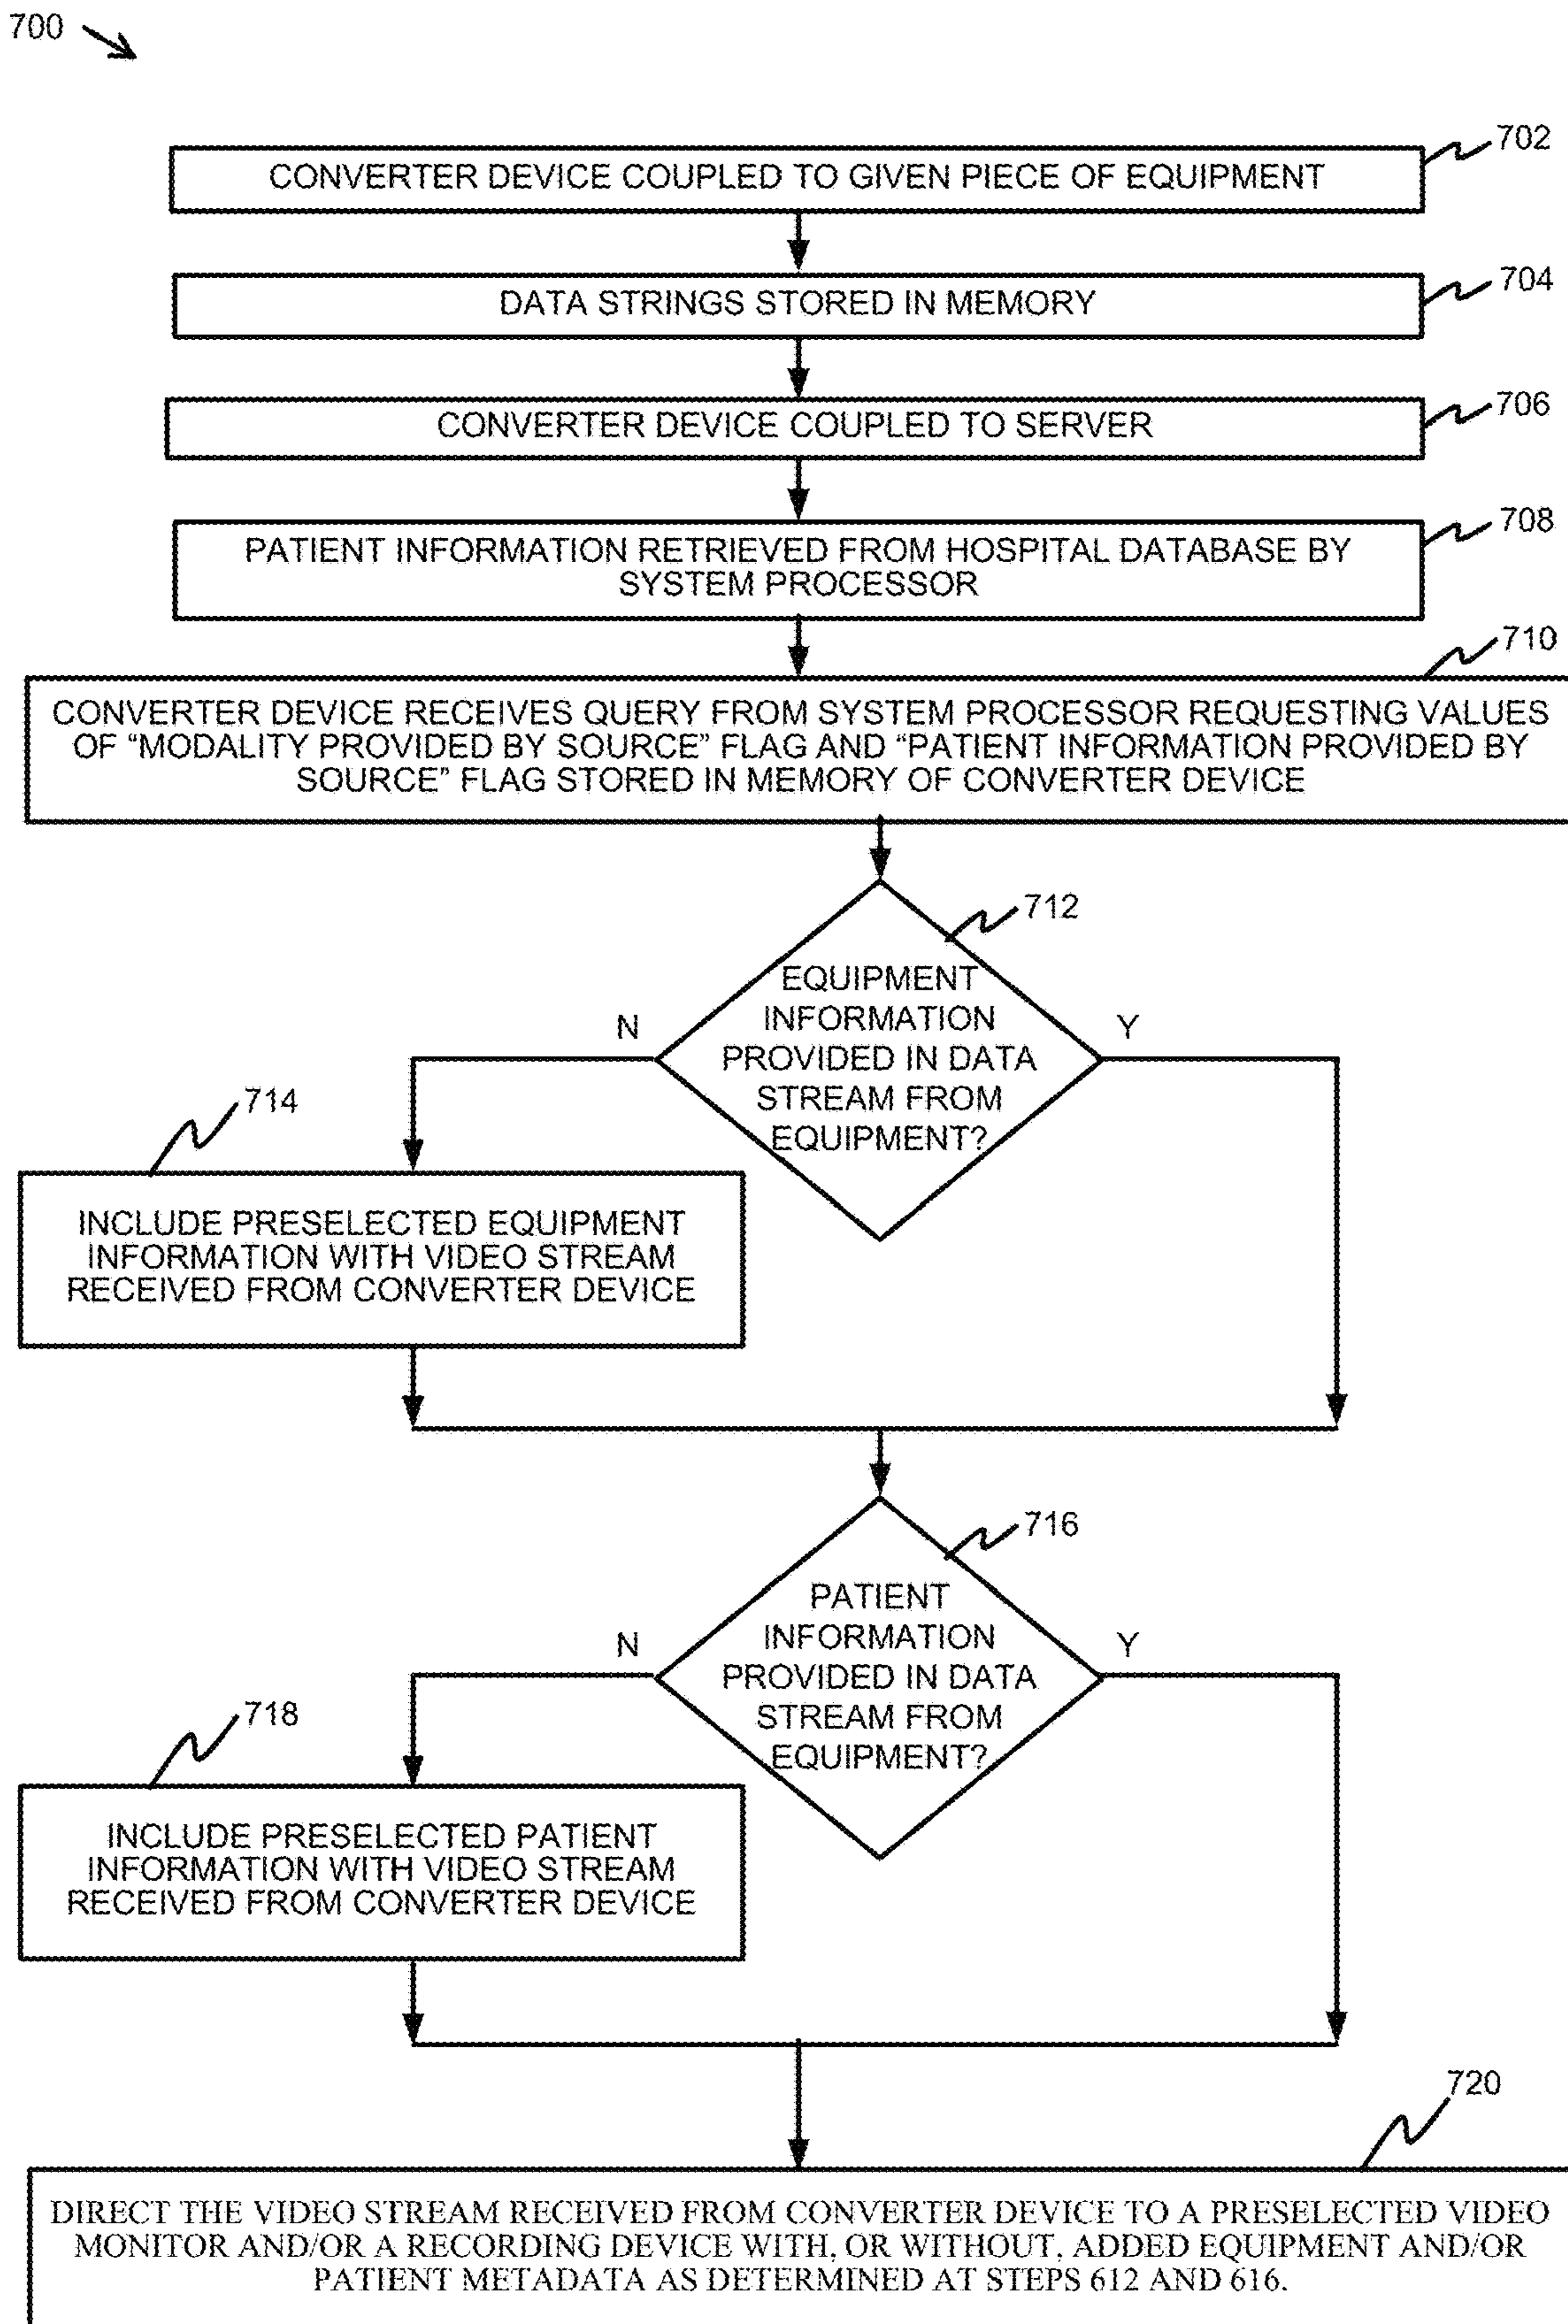 700
702
CONVERTER DEVICE COUPLED TO GIVEN PIECE OF EQUIPMENT
704
DATA STRINGS STORED IN MEMORY
706
CONVERTER DEVICE COUPLED TO SERVER
708
PATIENT INFORMATION RETRIEVED FROM HOSPITAL DATABASE BY
SYSTEM PROCESSOR
710
CONVERTER DEVICE RECEIVES QUERY FROM SYSTEM PROCESSOR REQUESTING VALUES
OF “MODALITY PROVIDED BY SOURCE” FLAG AND “PATIENT INFORMATION PROVIDED BY
SOURCE” FLAG STORED IN MEMORY OF CONVERTER DEVICE
712
EQUIPMENT
INFORMATION
PROVIDED IN DATA
STREAM FROM
EQUIPMENT?
N
Y
714
INCLUDE PRESELECTED EQUIPMENT
INFORMATION WITH VIDEO STREAM
RECEIVED FROM CONVERTER DEVICE
716
PATIENT
INFORMATION
PROVIDED IN DATA
STREAM FROM
EQUIPMENT?
N
Y
718
INCLUDE PRESELECTED PATIENT
INFORMATION WITH VIDEO STREAM
RECEIVED FROM CONVERTER DEVICE
720
DIRECT THE VIDEO STREAM RECEIVED FROM CONVERTER DEVICE TO A PRESELECTED VIDEO
MONITOR AND/OR A RECORDING DEVICE WITH, OR WITHOUT, ADDED EQUIPMENT AND/OR
PATIENT METADATA AS DETERMINED AT STEPS 612 AND 616.